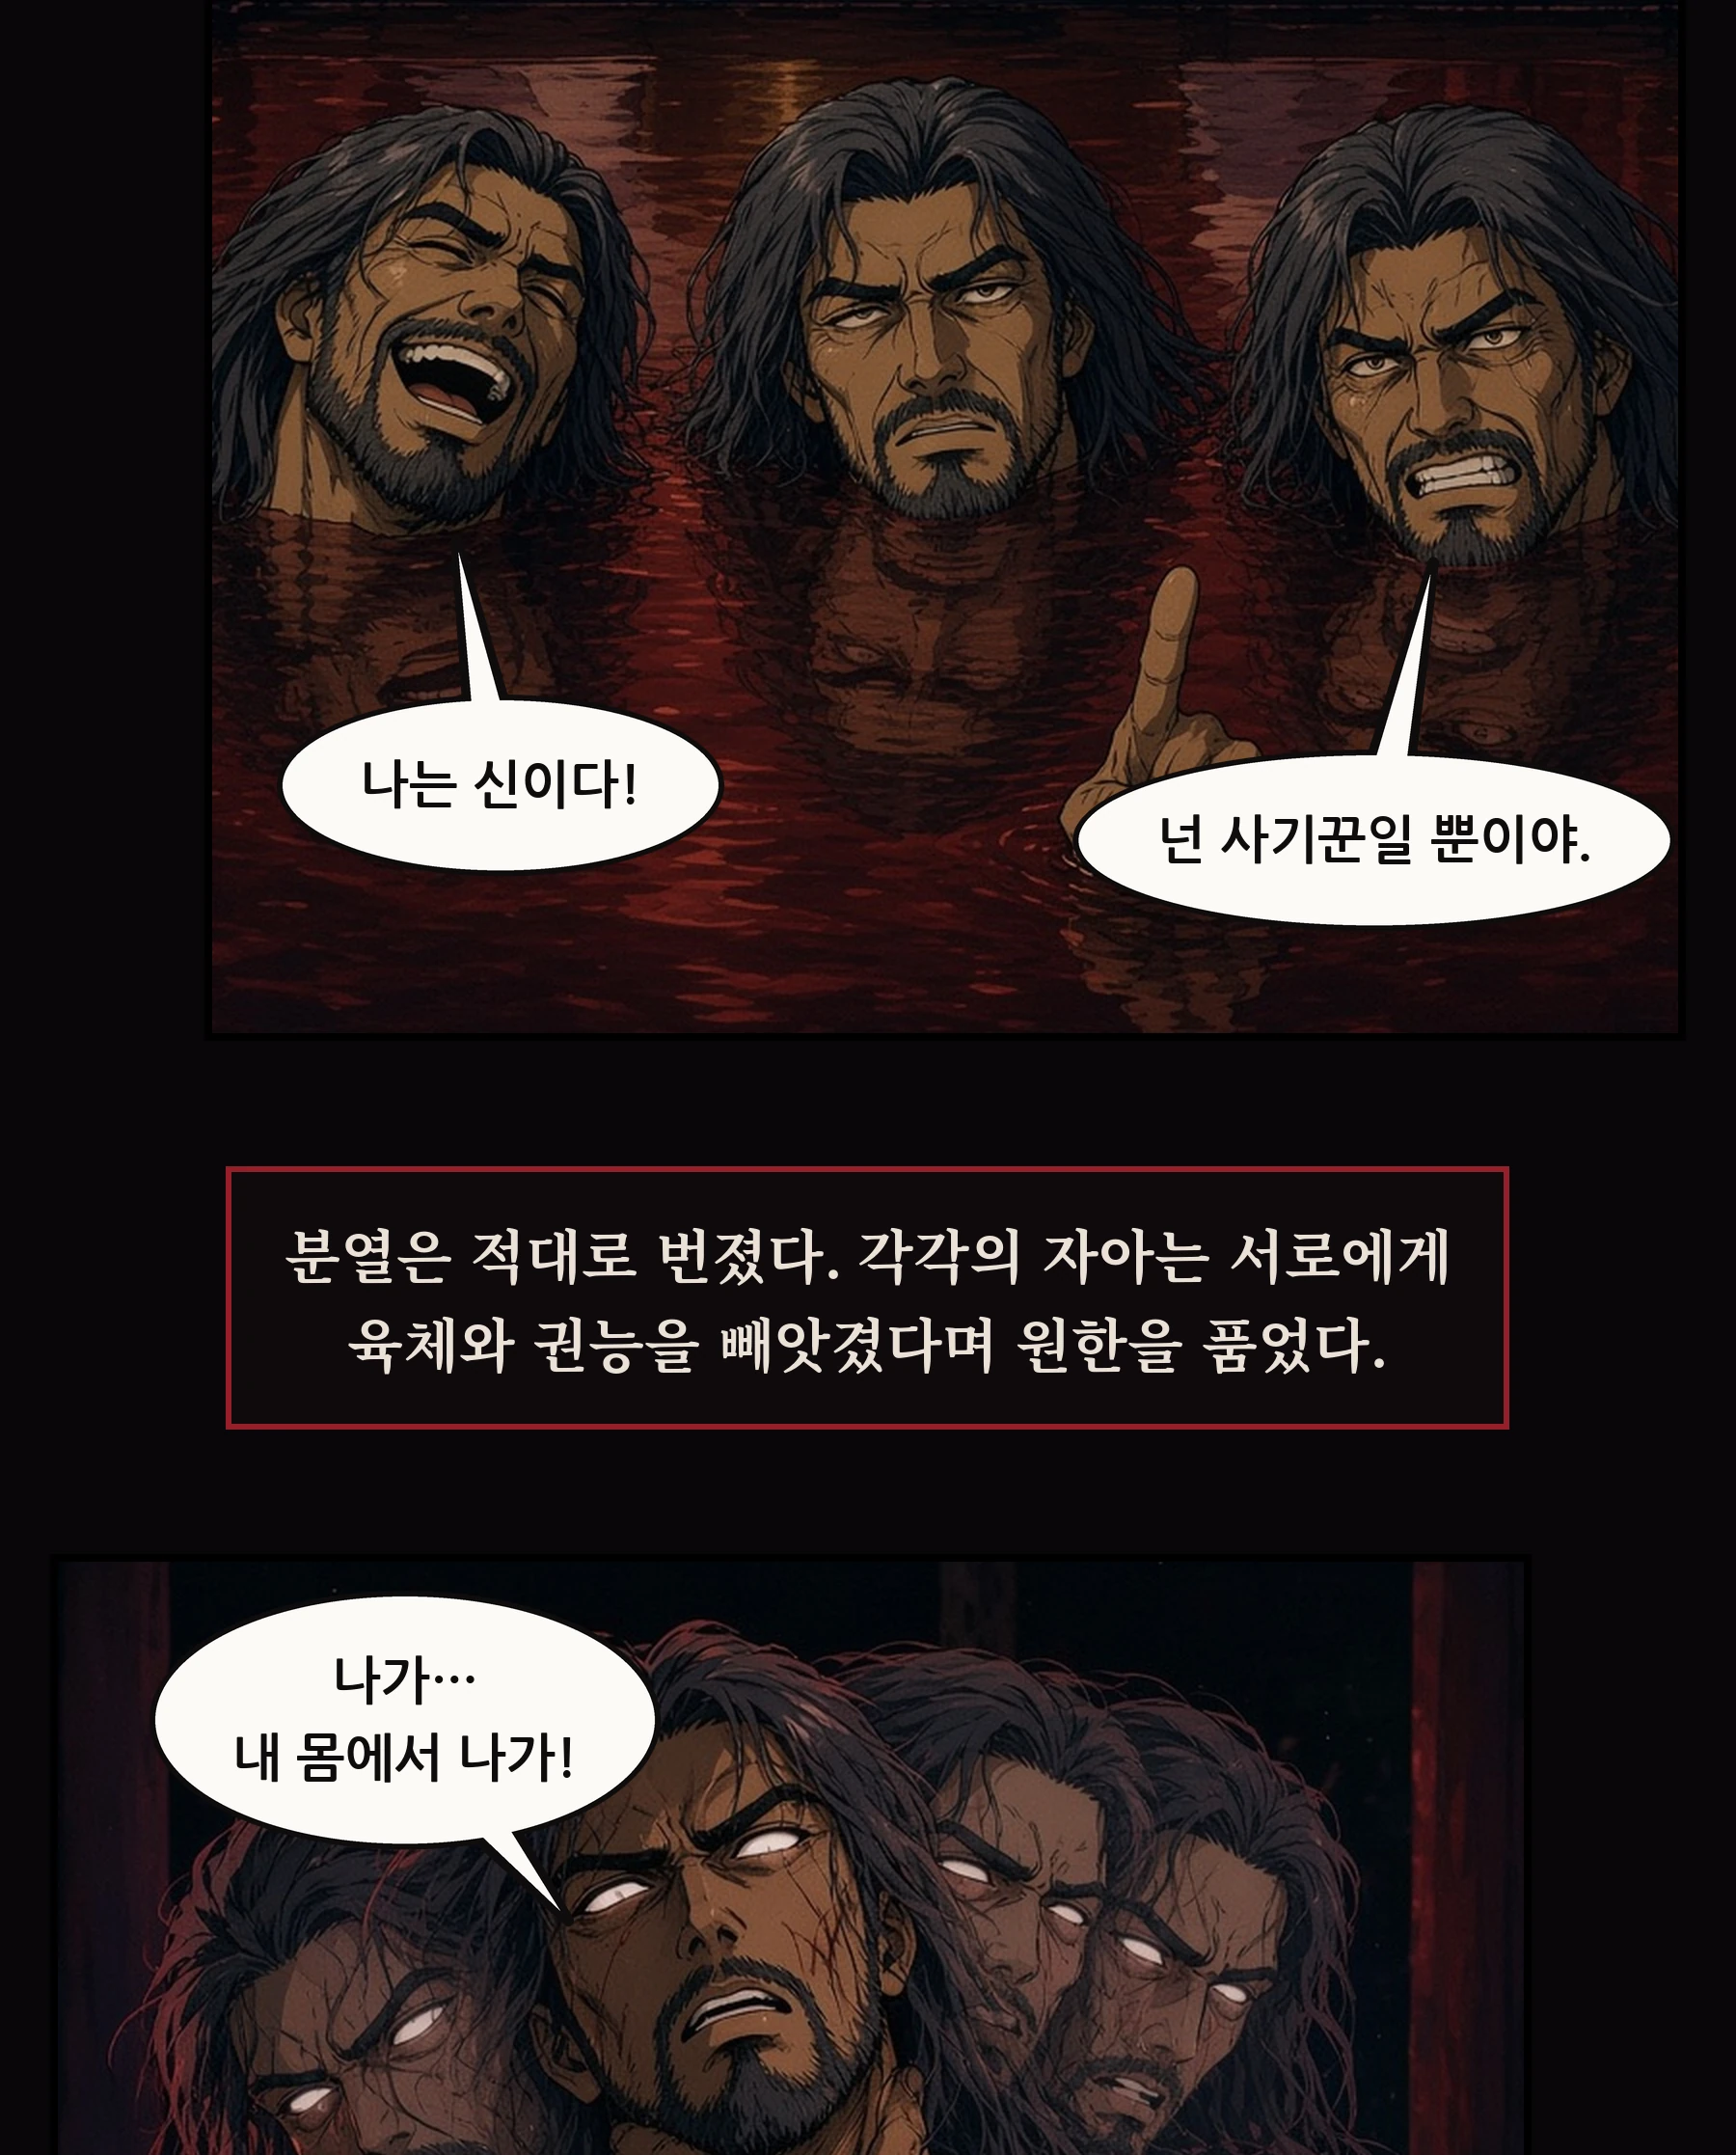 나는 신이다!
넌 사기꾼일 뿐이야.
분열은 적대로 번졌다. 각각의 자아는 서로에게
육체와 권능을 빼앗겼다며 원한을 품었다.
나가…
내 몸에서 나가!